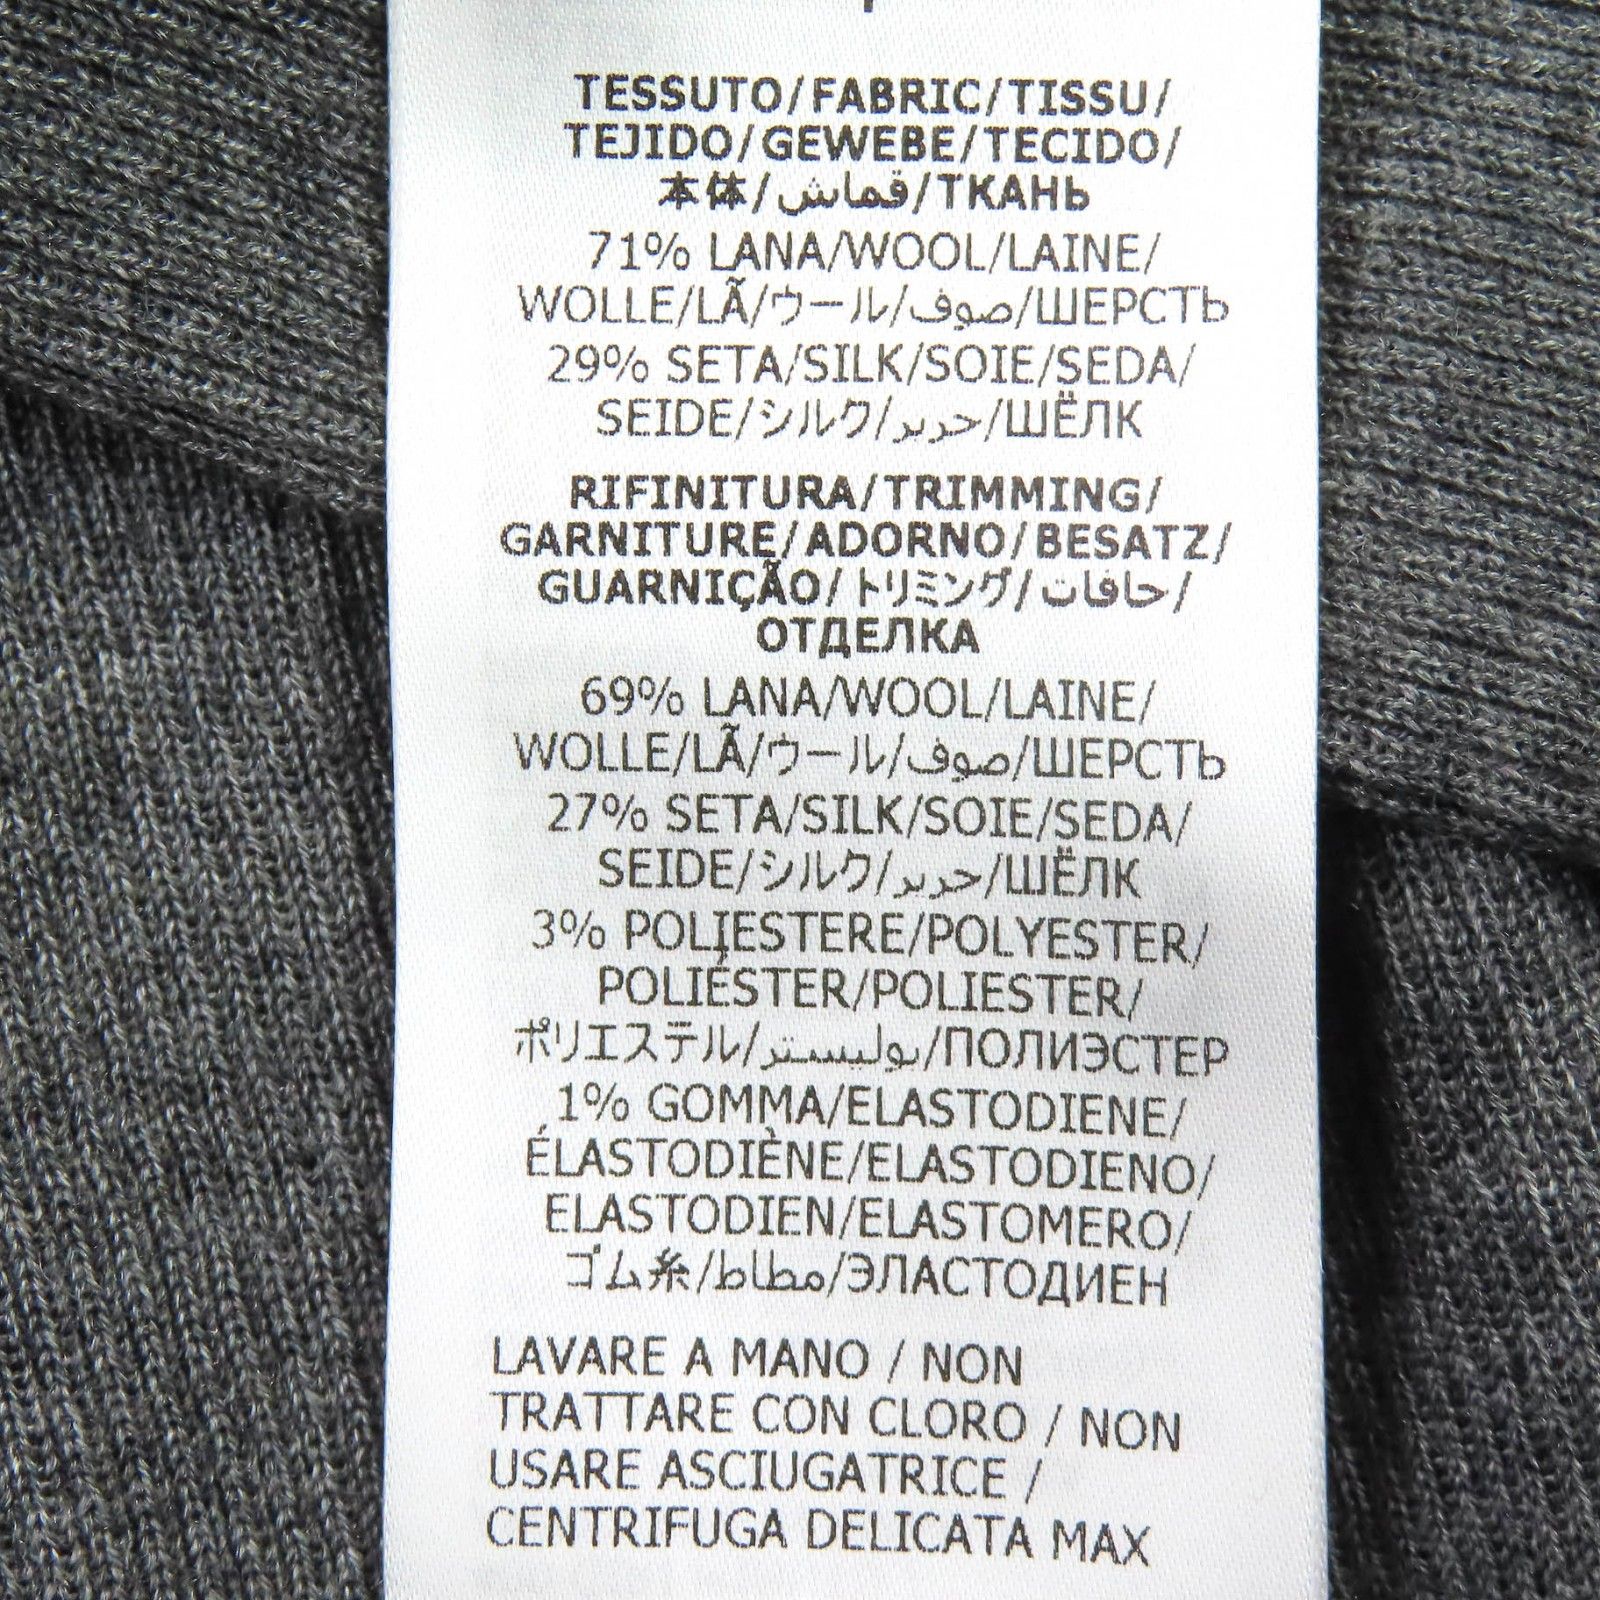 TESSUTO/FABRIC/TISSU/
TEJIDO/GEWEBE/TECIDO/
本体/قماش/ТКАНЬ
71% LANA/WOOL/LAINE/
WOLLE/LÃ/ウール/صوف/ШЕРСТЬ
29% SETA/SILK/SOIE/SEDA/
SEIDE/シルク/حرير/ШЁЛК
RIFINITURA/TRIMMING/
GARNITURE/ADORNO/BESATZ/
GUARNIÇÃO/トリミング/حافات/
ОТДЕЛКА
69% LANA/WOOL/LAINE/
WOLLE/LÃ/ウール/صوف/ШЕРСТЬ
27% SETA/SILK/SOIE/SEDA/
SEIDE/シルク/حرير/ШЁЛК
3% POLIESTERE/POLYESTER/
POLIÉSTER/POLIESTER/
ポリエステル/بوليستر/ПОЛИЭСТЕР
1% GOMMA/ELASTODIENE/
ÉLASTODIÈNE/ELASTODIENO/
ELASTODIEN/ELASTOMERO/
ゴム糸/مطاط/ЭЛАСТОДИЕН
LAVARE A MANO / NON
TRATTARE CON CLORO / NON
USARE ASCIUGATRICE /
CENTRIFUGA DELICATA MAX